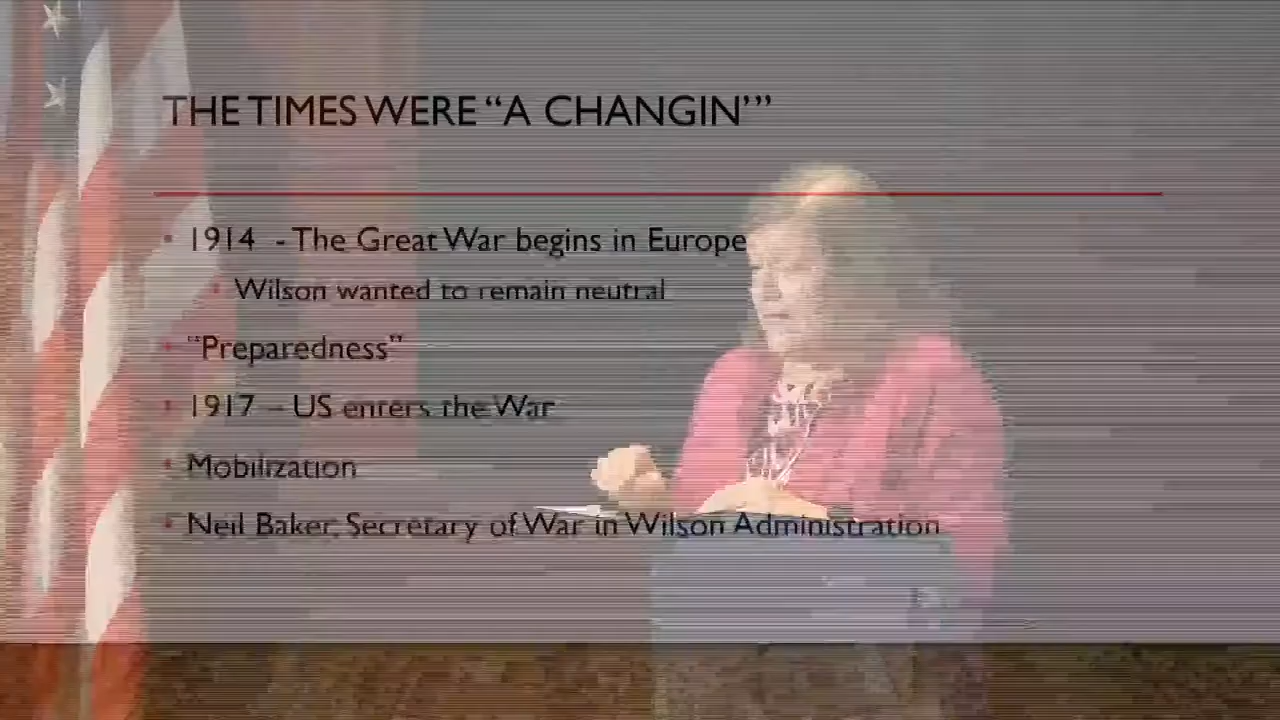 THE TIMES WERE “A CHANGIN’”
1914 - The Great War begins in Europe
Wilson wanted to remain neutral
“Preparedness”
1917 – US enters the War
Mobilization
Neil Baker, Secretary of War in Wilson Administration